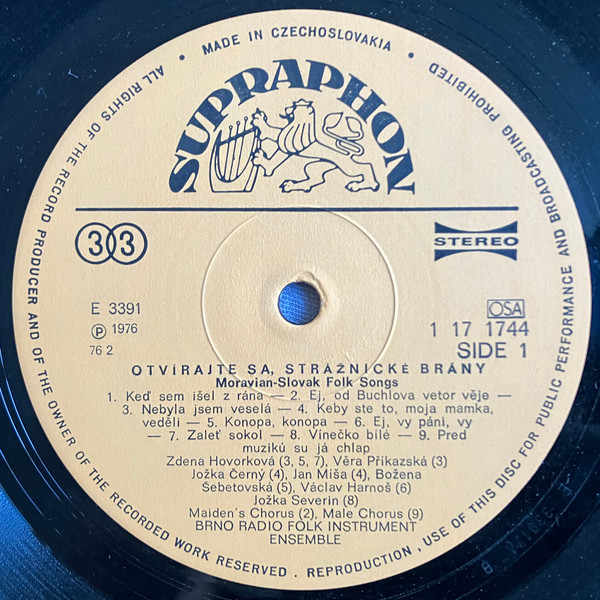 ALL RIGHTS OF THE RECORD PRODUCER AND OF THE OWNER OF THE RECORDED WORK RESERVED . REPRODUCTION, USE OF THIS DISC FOR PUBLIC PERFORMANCE AND BROADCASTING PROHIBITED
• MADE IN CZECHOSLOVAKIA •
SUPRAPHON
33
STEREO
E 3391
OSA
Ⓟ 1976
1 17 1744
76 2
SIDE 1
OTVÍRAJTE SA, STRÁŽNICKÉ BRÁNY
Moravian-Slovak Folk Songs
1. Keď sem išel z rána — 2. Ej, od Buchlova vetor věje —
3. Nebyla jsem veselá — 4. Keby ste to, moja mamka,
veděli — 5. Konopa, konopa — 6. Ej, vy páni, vy
— 7. Zaleť sokol — 8. Vínečko bílé — 9. Pred
muzikú su já chlap
Zdena Hovorková (3, 5, 7), Věra Příkazská (3)
Jožka Černý (4), Jan Miša (4), Božena
Šebetovská (5), Václav Harnoš (6)
Jožka Severin (8)
Maiden's Chorus (2), Male Chorus (9)
BRNO RADIO FOLK INSTRUMENT
ENSEMBLE